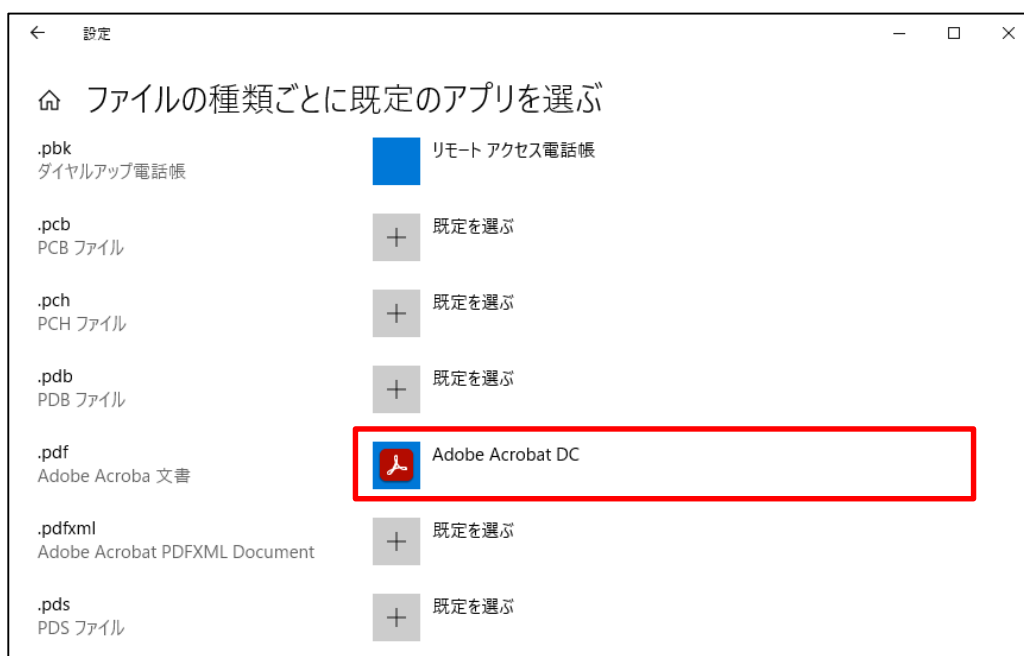 設定
ファイルの種類ごとに既定のアプリを選ぶ
.pbk
ダイヤルアップ電話帳
リモート アクセス電話帳
.pcb
PCB ファイル
既定を選ぶ
.pch
PCH ファイル
既定を選ぶ
.pdb
PDB ファイル
既定を選ぶ
.pdf
Adobe Acroba 文書
Adobe Acrobat DC
.pdfxml
Adobe Acrobat PDFXML Document
既定を選ぶ
.pds
PDS ファイル
既定を選ぶ